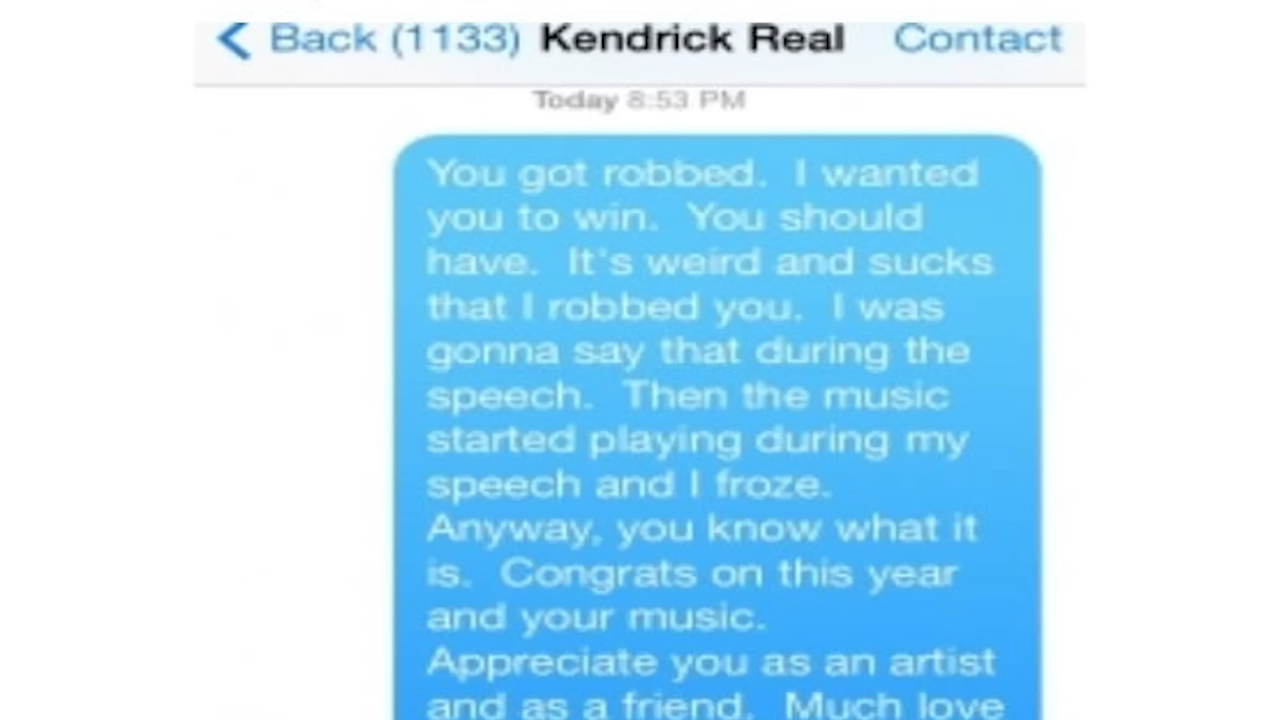 Back (1133) Kendrick Real Contact
Today 8:53 PM
You got robbed. I wanted
you to win. You should
have. It's weird and sucks
that I robbed you. I was
gonna say that during the
speech. Then the music
started playing during my
speech and I froze.
Anyway, you know what it
is. Congrats on this year
and your music.
Appreciate you as an artist
and as a friend. Much love